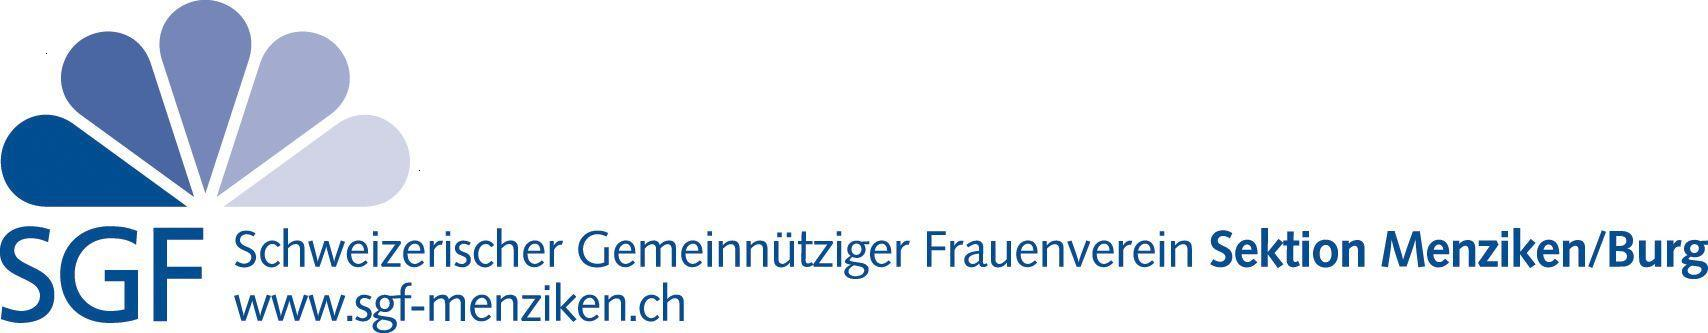 SGF
Schweizerischer Gemeinnütziger Frauenverein Sektion Menziken/Burg
www.sgf-menziken.ch